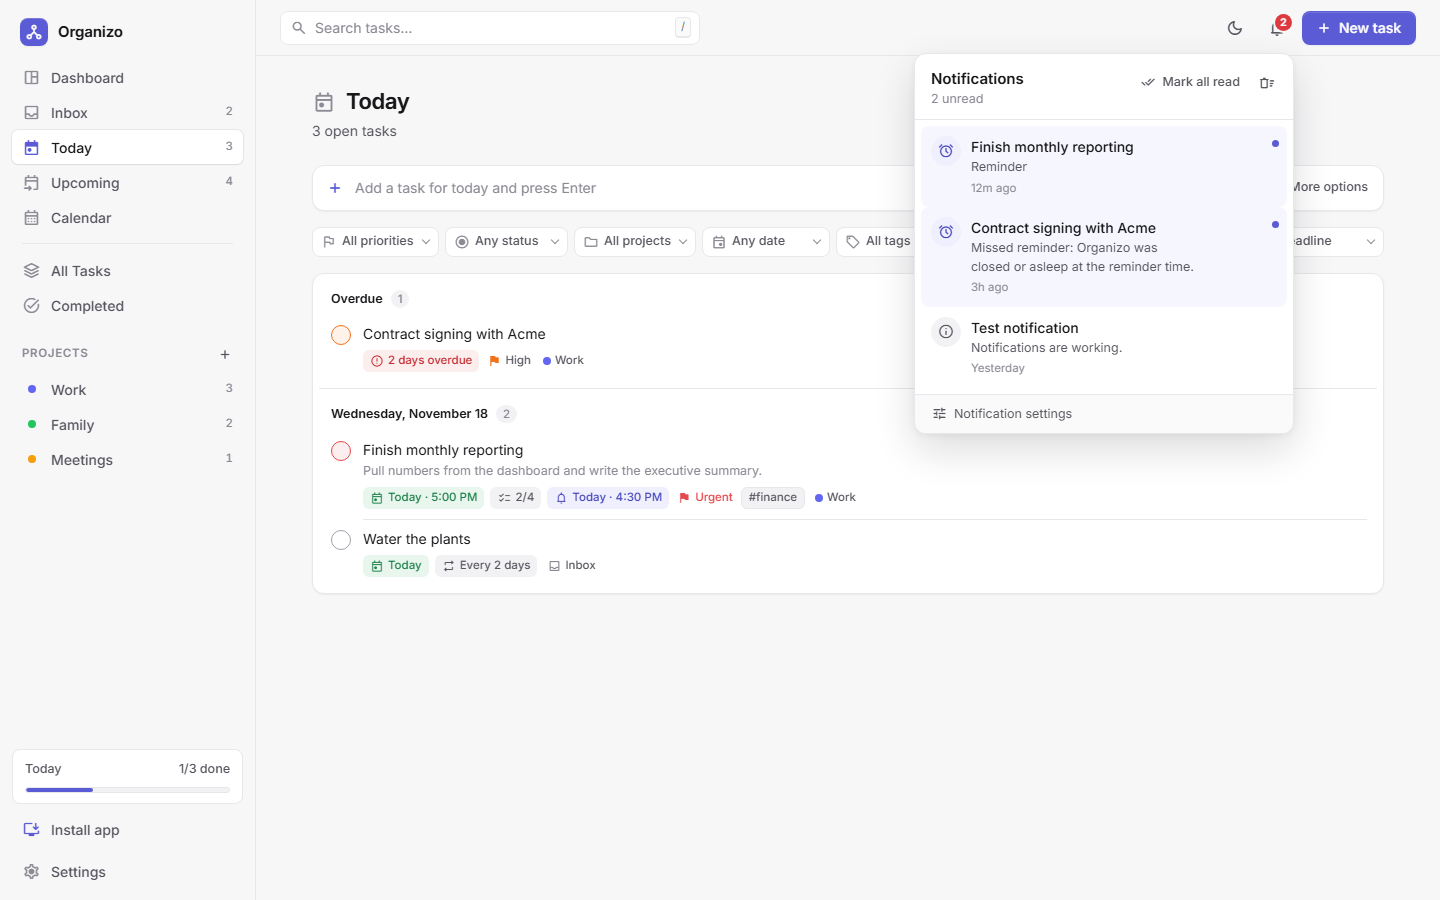 Organizo
Search tasks...
/
2
New task
Dashboard
Inbox 2
Today 3
Upcoming 4
Calendar
All Tasks
Completed
PROJECTS
Work 3
Family 2
Meetings 1
Today 1/3 done
Install app
Settings
Today
3 open tasks
Add a task for today and press Enter
More options
All priorities
Any status
All projects
Any date
All tags
eadline
Overdue 1
Contract signing with Acme
2 days overdue High Work
Wednesday, November 18 2
Finish monthly reporting
Pull numbers from the dashboard and write the executive summary.
Today · 5:00 PM 2/4 Today · 4:30 PM Urgent #finance Work
Water the plants
Today Every 2 days Inbox
Notifications
2 unread
Mark all read
Finish monthly reporting
Reminder
12m ago
Contract signing with Acme
Missed reminder: Organizo was
closed or asleep at the reminder time.
3h ago
Test notification
Notifications are working.
Yesterday
Notification settings